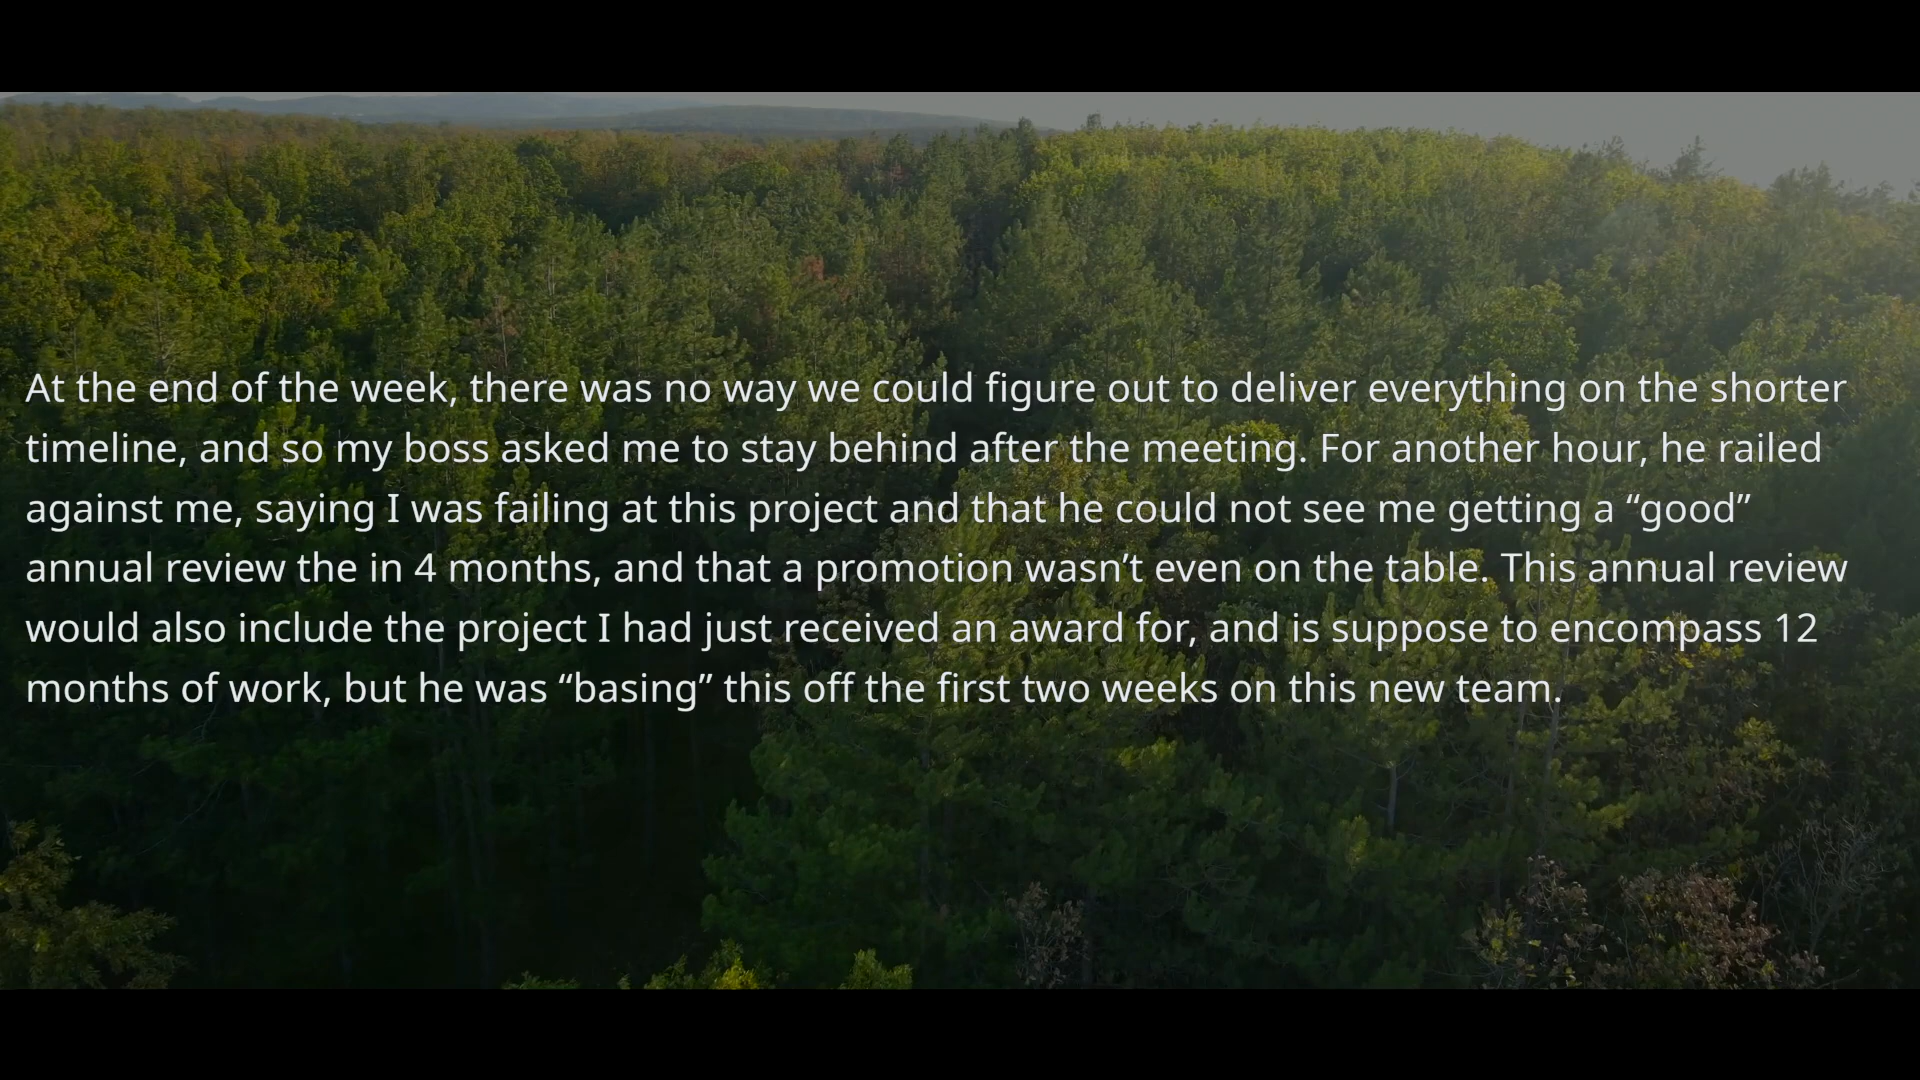 At the end of the week, there was no way we could figure out to deliver everything on the shorter
timeline, and so my boss asked me to stay behind after the meeting. For another hour, he railed
against me, saying I was failing at this project and that he could not see me getting a “good”
annual review the in 4 months, and that a promotion wasn’t even on the table. This annual review
would also include the project I had just received an award for, and is suppose to encompass 12
months of work, but he was “basing” this off the first two weeks on this new team.